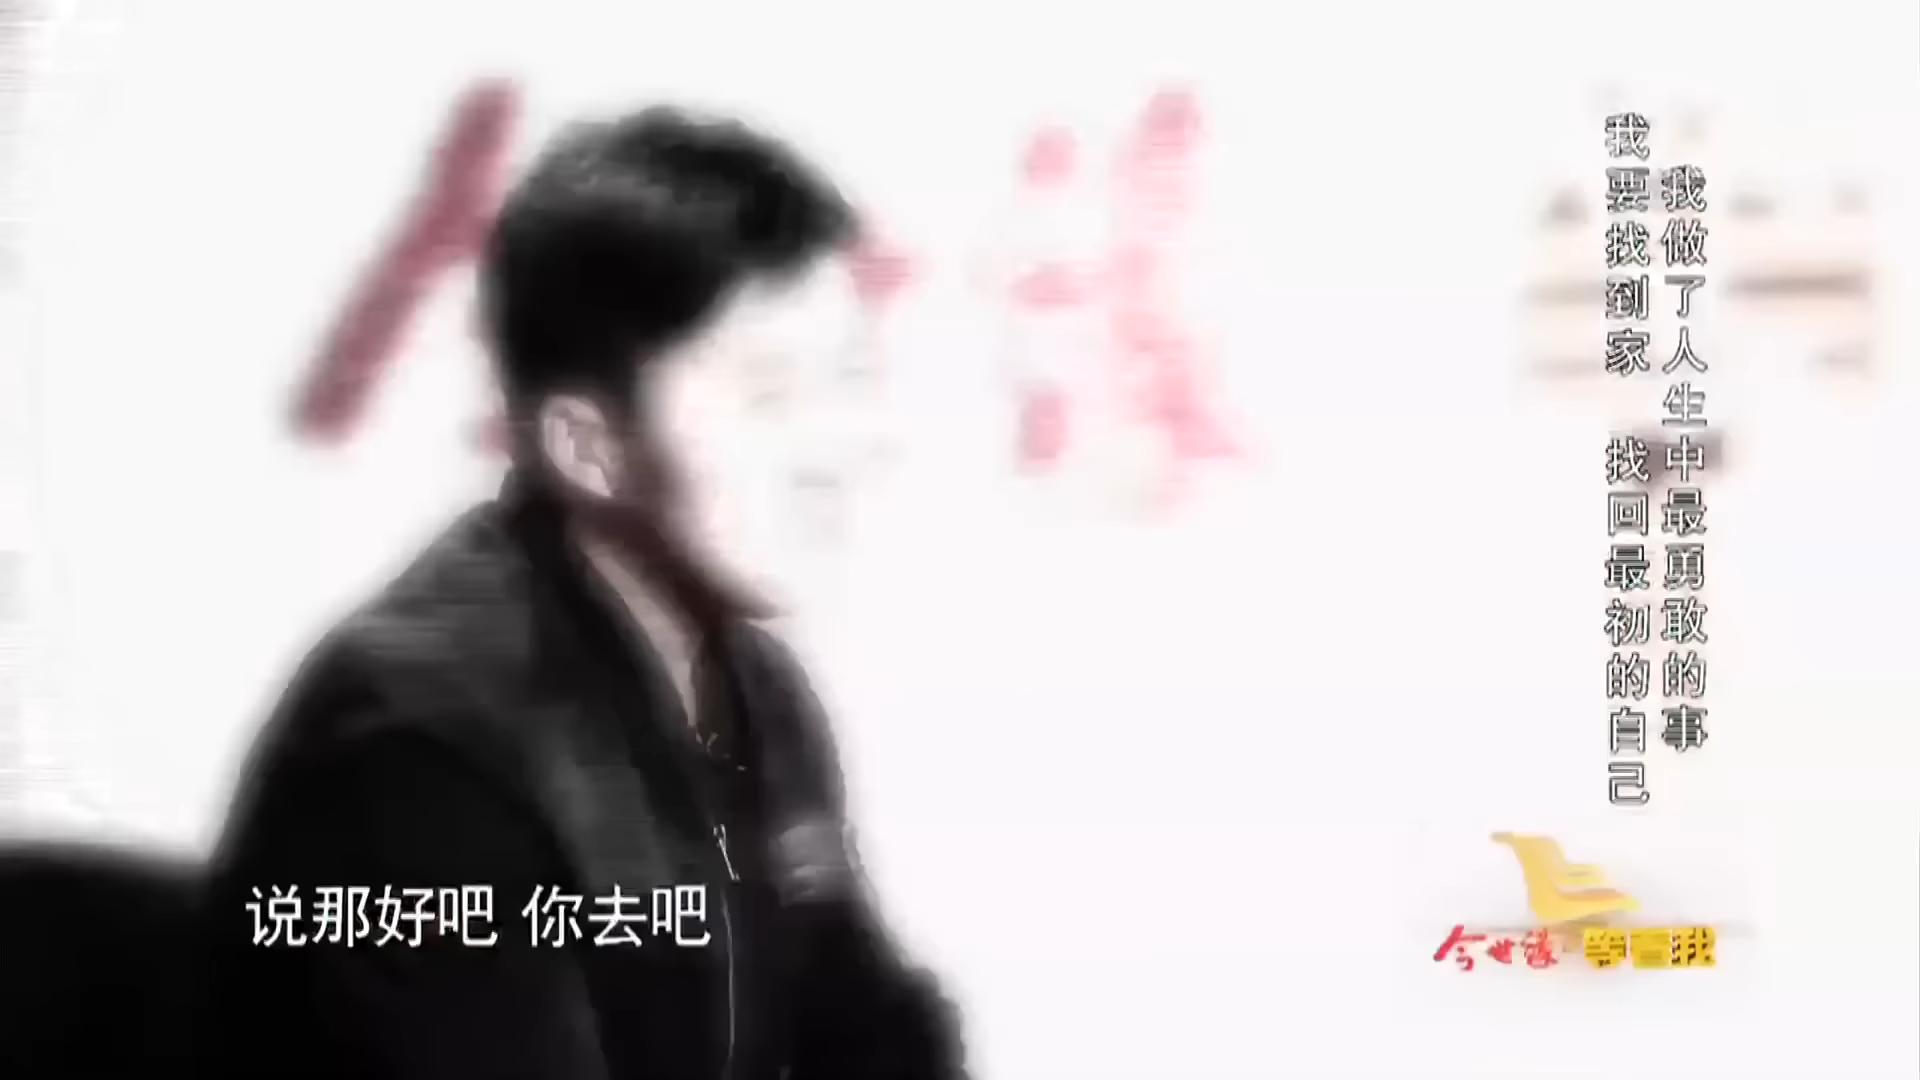 我做了人生中最勇敢的事
我要找到家 找回最初的自己
说那好吧 你去吧
今世缘 等着我